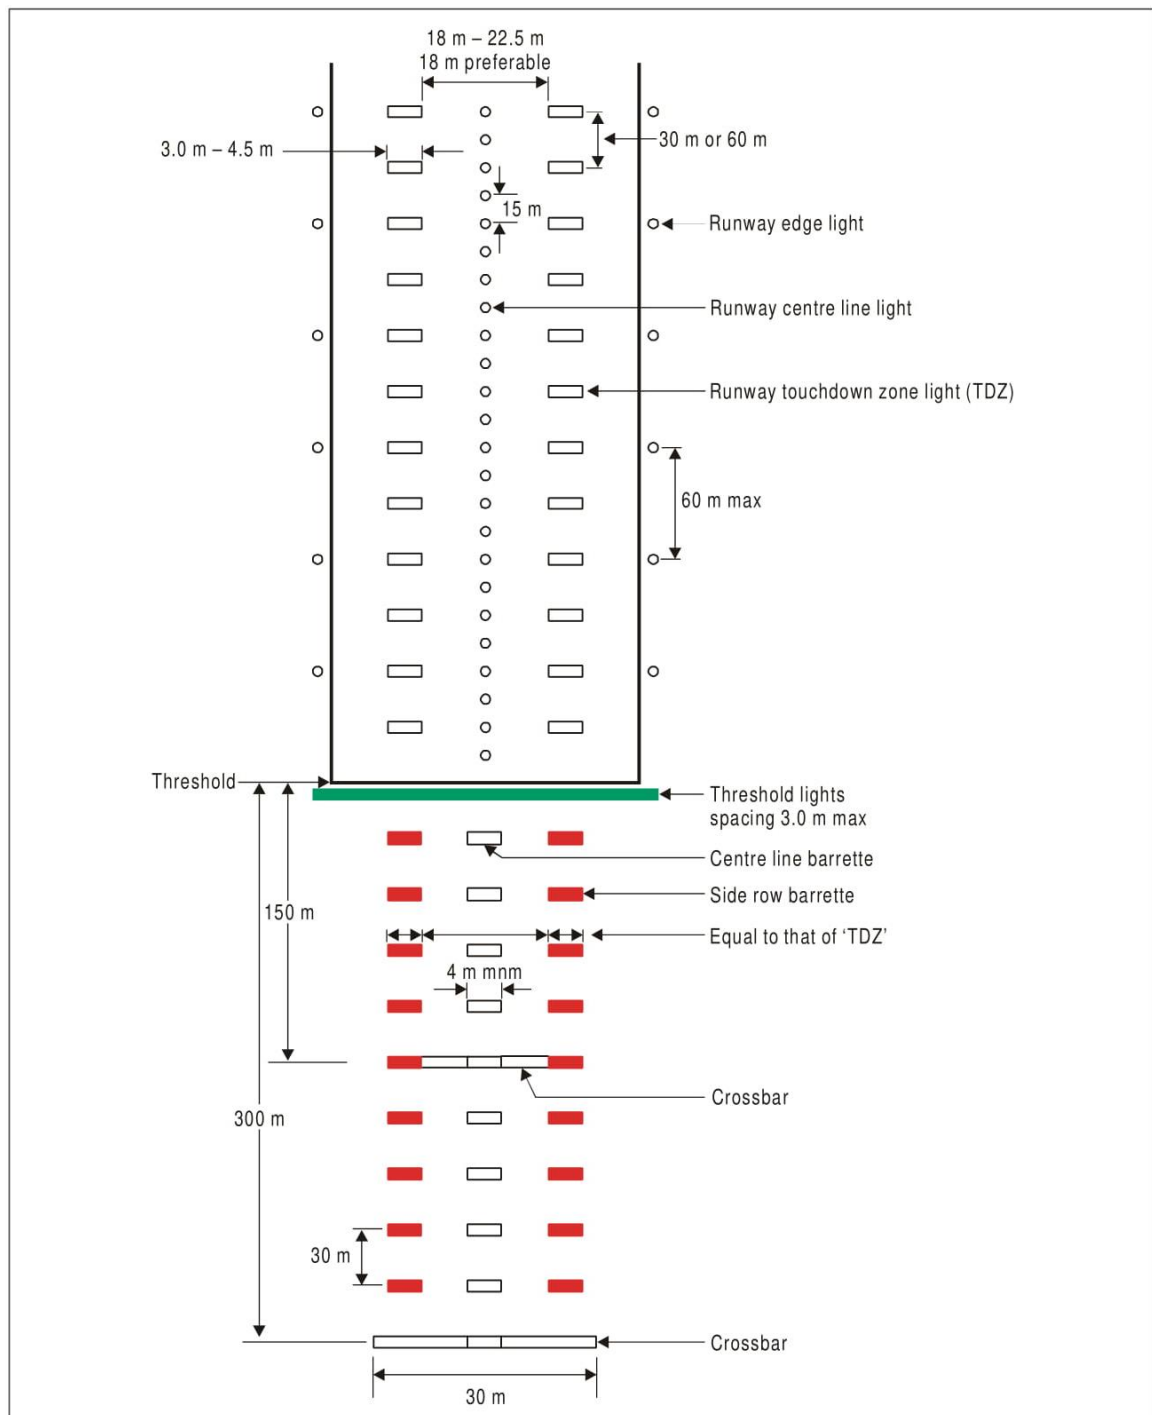 18 m – 22.5 m
18 m preferable
3.0 m – 4.5 m
30 m or 60 m
15 m
Runway edge light
Runway centre line light
Runway touchdown zone light (TDZ)
60 m max
Threshold
Threshold lights
spacing 3.0 m max
Centre line barrette
Side row barrette
150 m
Equal to that of ‘TDZ’
4 m mnm
Crossbar
300 m
30 m
Crossbar
30 m